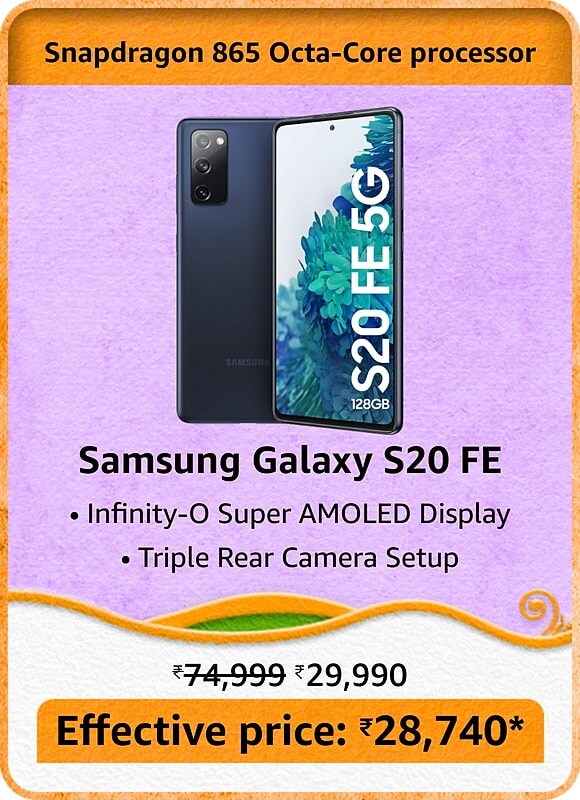 Snapdragon 865 Octa-Core processor
SAMSUNG
S20 FE 5G
128GB
Samsung Galaxy S20 FE
• Infinity-O Super AMOLED Display
• Triple Rear Camera Setup
₹74,999 ₹29,990
Effective price: ₹28,740*